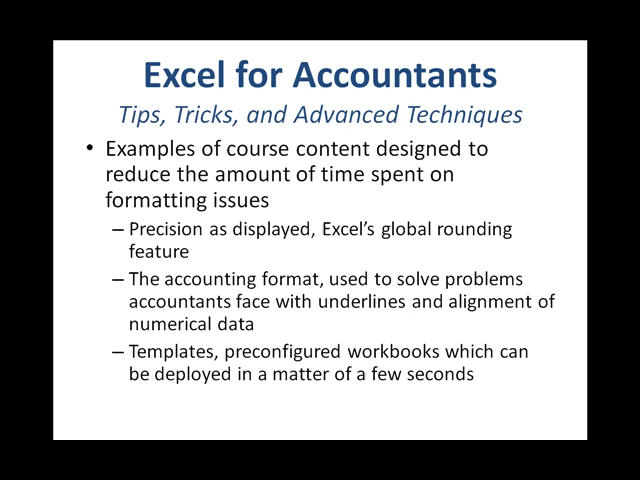 Excel for Accountants
Tips, Tricks, and Advanced Techniques
• Examples of course content designed to
reduce the amount of time spent on
formatting issues
– Precision as displayed, Excel's global rounding
feature
– The accounting format, used to solve problems
accountants face with underlines and alignment of
numerical data
– Templates, preconfigured workbooks which can
be deployed in a matter of a few seconds